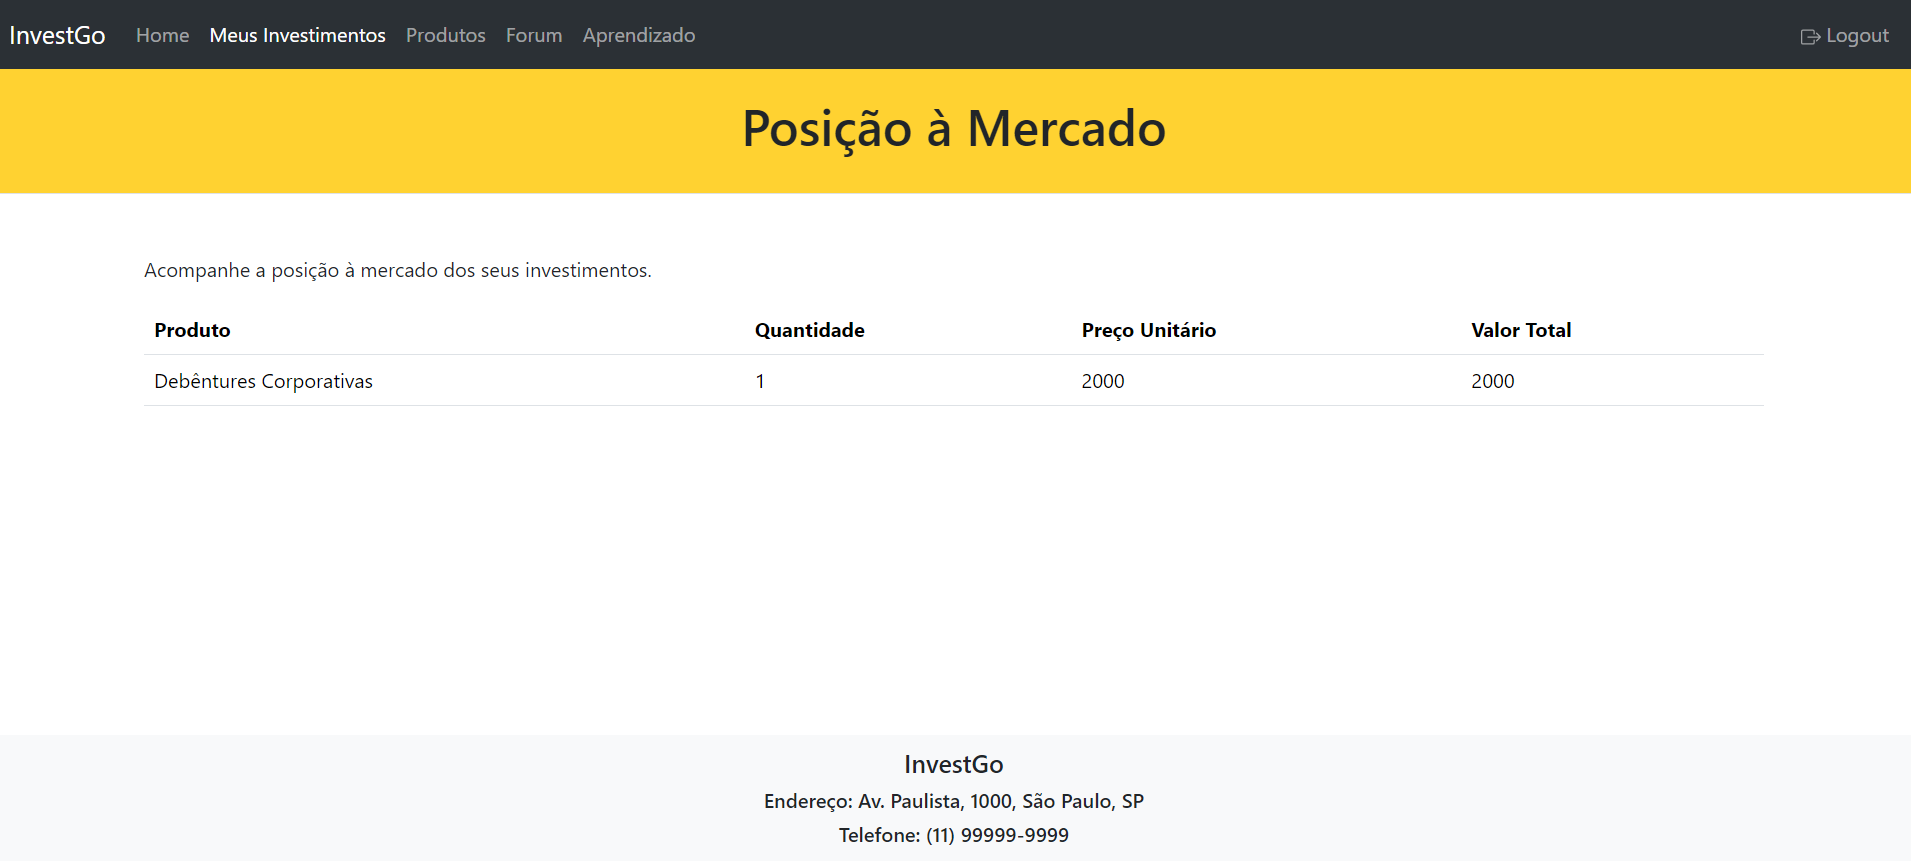 InvestGo Home Meus Investimentos Produtos Forum Aprendizado Logout
Posição à Mercado
Acompanhe a posição à mercado dos seus investimentos.
Produto Quantidade Preço Unitário Valor Total
Debêntures Corporativas 1 2000 2000
InvestGo
Endereço: Av. Paulista, 1000, São Paulo, SP
Telefone: (11) 99999-9999